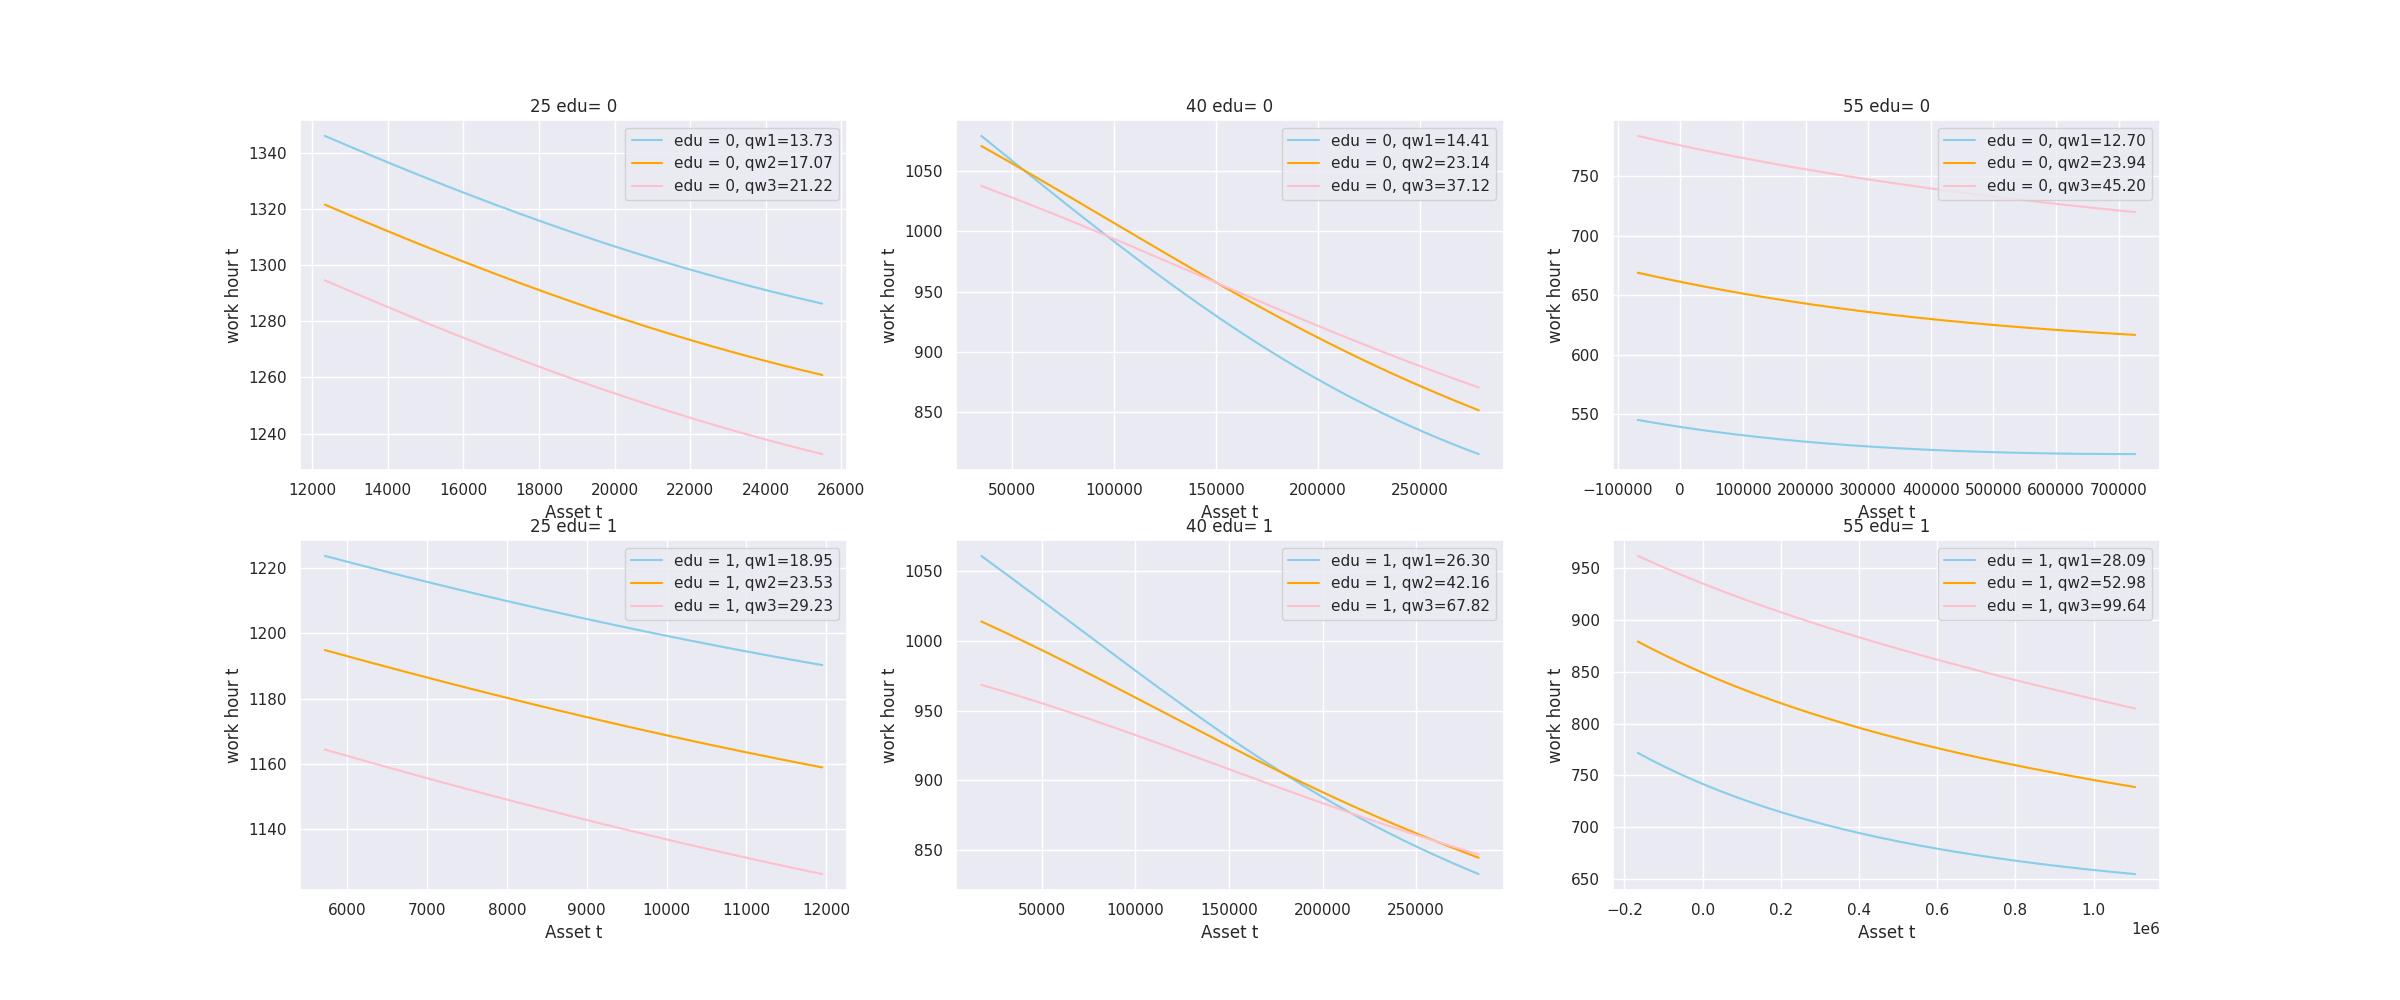 25 edu= 0
edu = 0, qw1=13.73
edu = 0, qw2=17.07
edu = 0, qw3=21.22
work hour t
1340
1320
1300
1280
1260
1240
12000 14000 16000 18000 20000 22000 24000 26000
Asset t
40 edu= 0
edu = 0, qw1=14.41
edu = 0, qw2=23.14
edu = 0, qw3=37.12
work hour t
1050
1000
950
900
850
50000 100000 150000 200000 250000
Asset t
55 edu= 0
edu = 0, qw1=12.70
edu = 0, qw2=23.94
edu = 0, qw3=45.20
work hour t
750
700
650
600
550
−100000 0 100000 200000 300000 400000 500000 600000 700000
Asset t
25 edu= 1
edu = 1, qw1=18.95
edu = 1, qw2=23.53
edu = 1, qw3=29.23
work hour t
1220
1200
1180
1160
1140
6000 7000 8000 9000 10000 11000 12000
Asset t
40 edu= 1
edu = 1, qw1=26.30
edu = 1, qw2=42.16
edu = 1, qw3=67.82
work hour t
1050
1000
950
900
850
50000 100000 150000 200000 250000
Asset t
55 edu= 1
edu = 1, qw1=28.09
edu = 1, qw2=52.98
edu = 1, qw3=99.64
work hour t
950
900
850
800
750
700
650
−0.2 0.0 0.2 0.4 0.6 0.8 1.0
1e6
Asset t